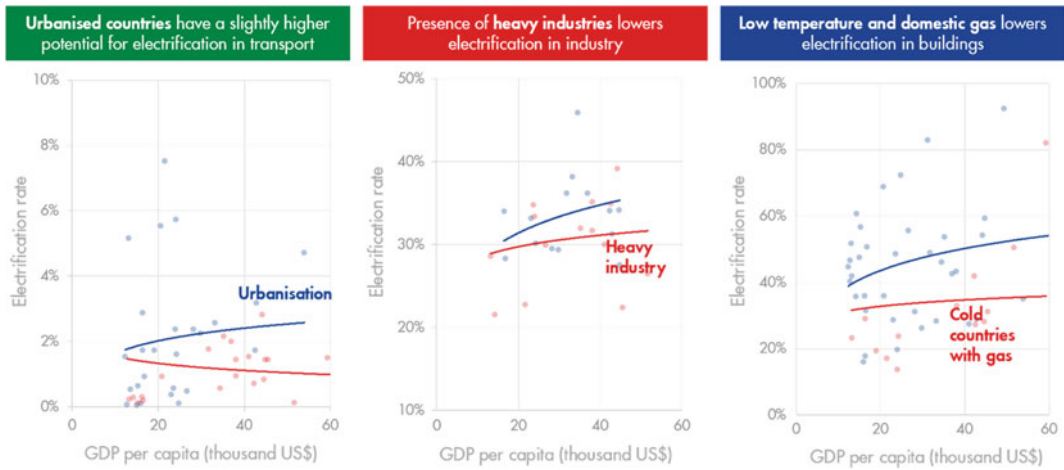 Urbanised countries have a slightly higher
potential for electrification in transport
Presence of heavy industries lowers
electrification in industry
Low temperature and domestic gas lowers
electrification in buildings
10%
8%
6%
4%
2%
0%
Electrification rate
Urbanisation
0
20
40
60
GDP per capita (thousand US$)
50%
40%
30%
20%
10%
Electrification rate
Heavy
industry
0
20
40
60
GDP per capita (thousand US$)
100%
80%
60%
40%
20%
0%
Electrification rate
Cold
countries
with gas
0
20
40
60
GDP per capita (thousand US$)